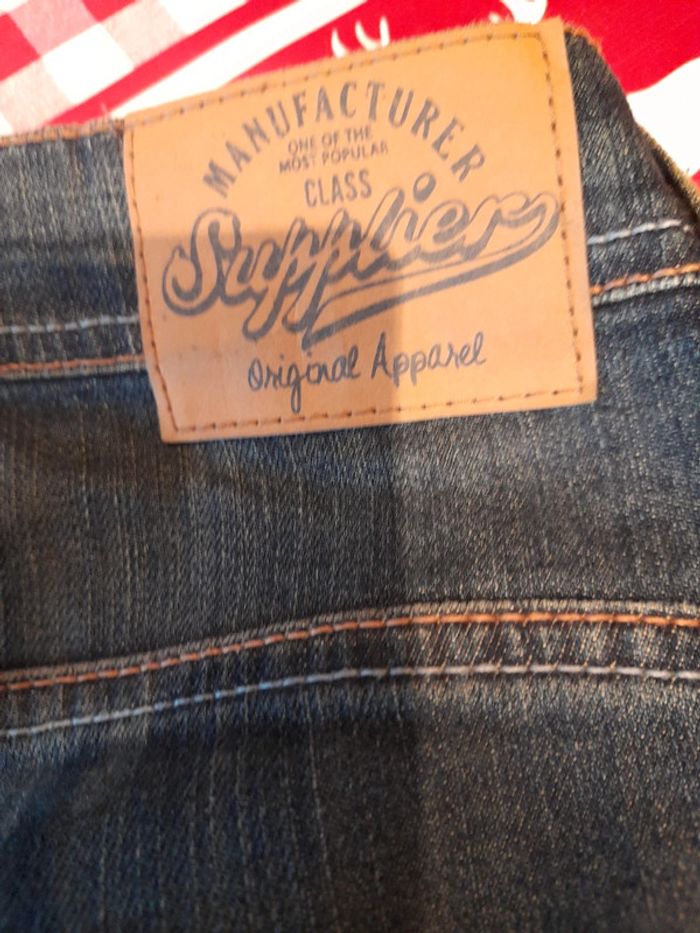 MANUFACTURER
ONE OF THE
MOST POPULAR
CLASS
Supplier
Original Apparel